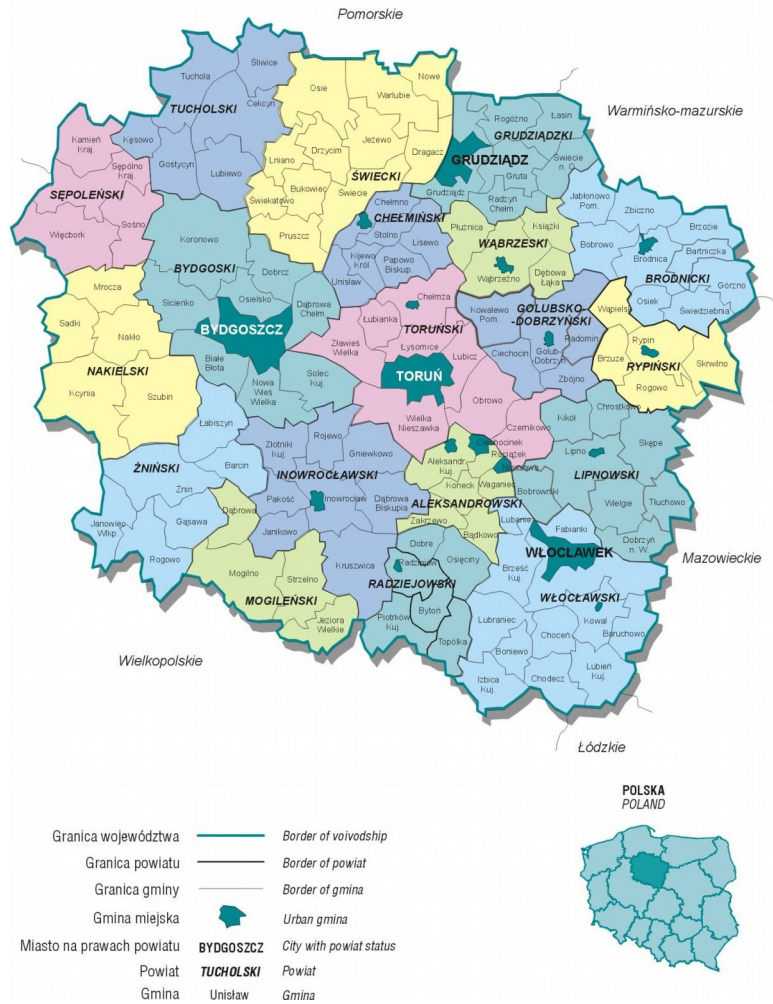 Pomorskie
Warmińsko-mazurskie
Mazowieckie
Łódzkie
Wielkopolskie
TUCHOLSKI
Tuchola
Śliwice
Cekcyn
Kęsowo
Gostycyn
Lubiewo
ŚWIECKI
Osie
Warlubie
Nowe
Lniano
Drzycim
Jeżewo
Dragacz
Bukowiec
Świekatowo
Świecie
Pruszcz
GRUDZIĄDZ
GRUDZIĄDZKI
Rogóźno
Łasin
Świecie
n. O.
Gruta
Radzyń
Chełm.
Grudziądz
SĘPOLEŃSKI
Kamień
Kraj.
Sępólno
Kraj
Więcbork
Sośno
CHEŁMIŃSKI
Chełmno
Stolno
Lisewo
Kijewo
Król
Papowo
Biskup.
Unisław
WĄBRZESKI
Płużnica
Książki
Wąbrzeźno
Dębowa
Łąka
BRODNICKI
Jabłonowo
Pom.
Zbiczno
Brzozie
Bobrowo
Brodnica
Bartniczka
Górzno
Osiek
Świedziebnia
BYDGOSKI
BYDGOSZCZ
Koronowo
Dobrcz
Sicienko
Osielsko
Dąbrowa
Chełm
Białe
Błota
Nowa
Wieś
Wielka
Solec
Kuj.
TORUŃSKI
TORUŃ
Chełmża
Łubianka
Łysomice
Zławieś
Wielka
Lubicz
Obrowo
Wielka
Nieszawka
Czernikowo
GOLUBSKO-
-DOBRZYŃSKI
Kowalewo
Pom.
Ciechocin
Golub-
Dobrzyń
Radomin
Zbójno
RYPIŃSKI
Wąpielsk
Rypin
Brzuze
Skrwilno
Rogowo
NAKIELSKI
Mrocza
Sadki
Nakło
Kcynia
Szubin
ŻNIŃSKI
Łabiszyn
Barcin
Żnin
Gąsawa
Janowiec
Wlkp
Rogowo
INOWROCŁAWSKI
Złotniki
Kuj.
Rojewo
Gniewkowo
Pakość
Inowrocław
Dąbrowa
Biskupia
Janikowo
Kruszwica
MOGILEŃSKI
Dąbrowa
Mogilno
Strzelno
Jeziora
Wielkie
ALEKSANDROWSKI
Aleksandr
Kuj.
Ciechocinek
Raciążek
Koneck
Waganiec
Zakrzewo
Bądkowo
LIPNOWSKI
Kikół
Chrostkowo
Lipno
Skępe
Bobrowniki
Wielgie
Tłuchowo
Dobrzyń
n. W.
RADZIEJOWSKI
Dobre
Radziejów
Osięciny
Bytoń
Piotrków
Kuj.
Topólka
WŁOCŁAWEK
WŁOCŁAWSKI
Lubanie
Fabianki
Brześć
Kuj.
Kowal
Lubraniec
Choceń
Baruchowo
Boniewo
Lubień
Kuj.
Izbica
Kuj.
Chodecz
POLSKA
POLAND
Granica województwa Border of voivodship
Granica powiatu Border of powiat
Granica gminy Border of gmina
Gmina miejska Urban gmina
Miasto na prawach powiatu BYDGOSZCZ City with powiat status
Powiat TUCHOLSKI Powiat
Gmina Unisław Gmina